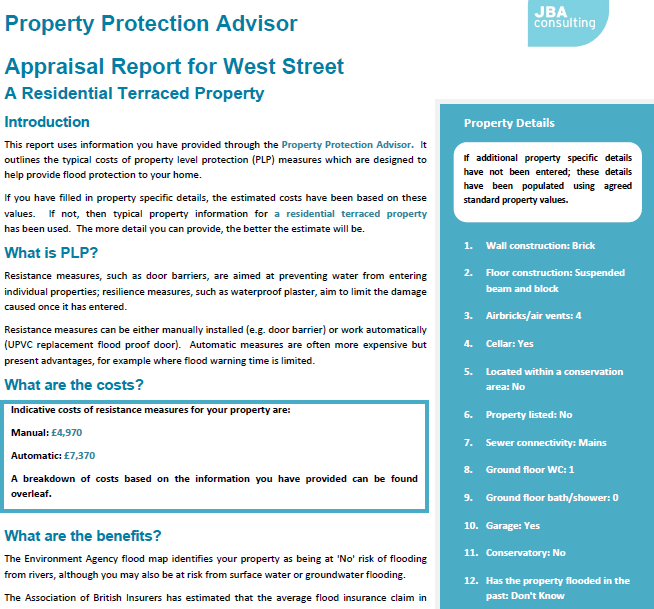 Property Protection Advisor
JBA
consulting
Appraisal Report for West Street
A Residential Terraced Property
Introduction
This report uses information you have provided through the Property Protection Advisor. It
outlines the typical costs of property level protection (PLP) measures which are designed to
help provide flood protection to your home.
If you have filled in property specific details, the estimated costs have been based on these
values. If not, then typical property information for a residential terraced property
has been used. The more detail you can provide, the better the estimate will be.
What is PLP?
Resistance measures, such as door barriers, are aimed at preventing water from entering
individual properties; resilience measures, such as waterproof plaster, aim to limit the damage
caused once it has entered.
Resistance measures can be either manually installed (e.g. door barrier) or work automatically
(UPVC replacement flood proof door). Automatic measures are often more expensive but
present advantages, for example where flood warning time is limited.
What are the costs?
Indicative costs of resistance measures for your property are:
Manual: £4,970
Automatic: £7,370
A breakdown of costs based on the information you have provided can be found
overleaf.
What are the benefits?
The Environment Agency flood map identifies your property as being at 'No' risk of flooding
from rivers, although you may also be at risk from surface water or groundwater flooding.
The Association of British Insurers has estimated that the average flood insurance claim in
Property Details
If additional property specific details
have not been entered; these details
have been populated using agreed
standard property values.
1. Wall construction: Brick
2. Floor construction: Suspended
beam and block
3. Airbricks/air vents: 4
4. Cellar: Yes
5. Located within a conservation
area: No
6. Property listed: No
7. Sewer connectivity: Mains
8. Ground floor WC: 1
9. Ground floor bath/shower: 0
10. Garage: Yes
11. Conservatory: No
12. Has the property flooded in the
past: Don't Know